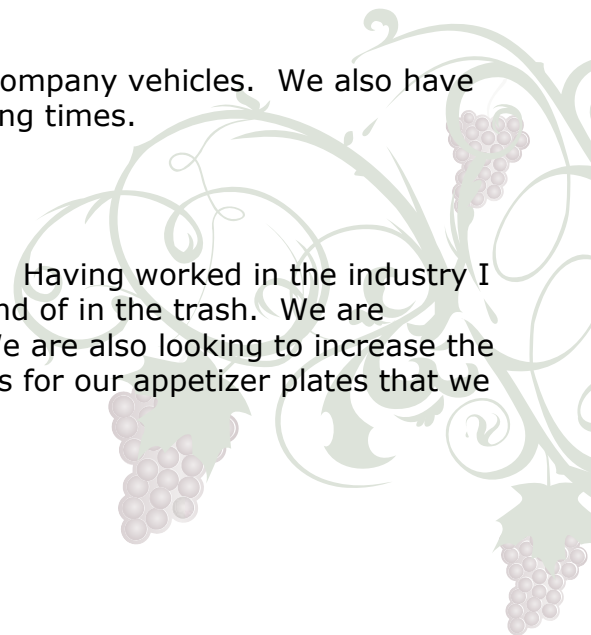 ompany vehicles.  We also have
ng times.
Having worked in the industry I
nd of in the trash.  We are
e are also looking to increase the
s for our appetizer plates that we